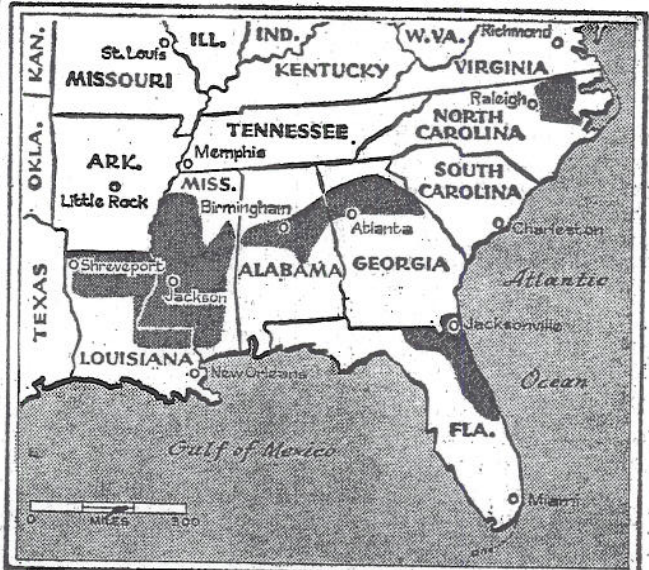 KAN.
St. Louis
ILL.
IND.
W.VA.
Richmond
MISSOURI
KENTUCKY
VIRGINIA
Raleigh
OKLA.
TENNESSEE
NORTH
CAROLINA
ARK.
Memphis
Little Rock
MISS.
SOUTH
CAROLINA
Birmingham
Atlanta
Charleston
Shreveport
ALABAMA
GEORGIA
Atlantic
Jackson
TEXAS
Jacksonville
LOUISIANA
New Orleans
Ocean
FLA.
Gulf of Mexico
Miami
0 MILES 300